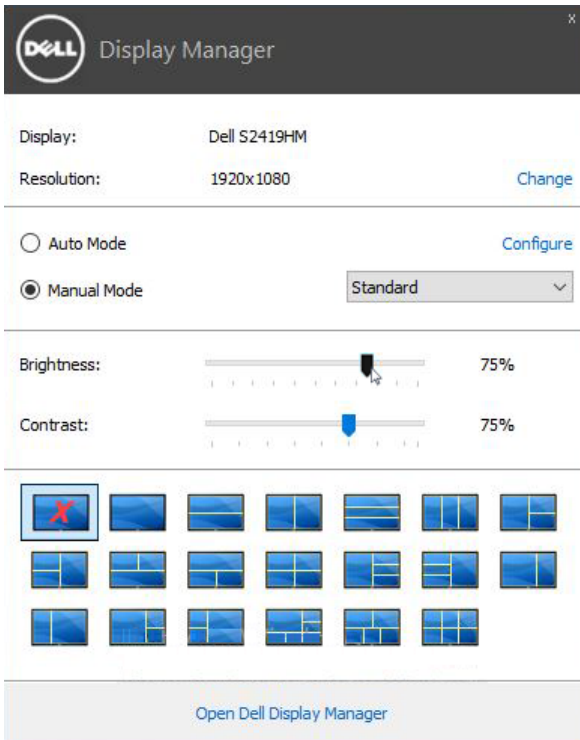 x
DELL Display Manager
Display: Dell S2419HM
Resolution: 1920x1080 Change
Auto Mode Configure
Manual Mode Standard
Brightness: 75%
Contrast: 75%
Open Dell Display Manager